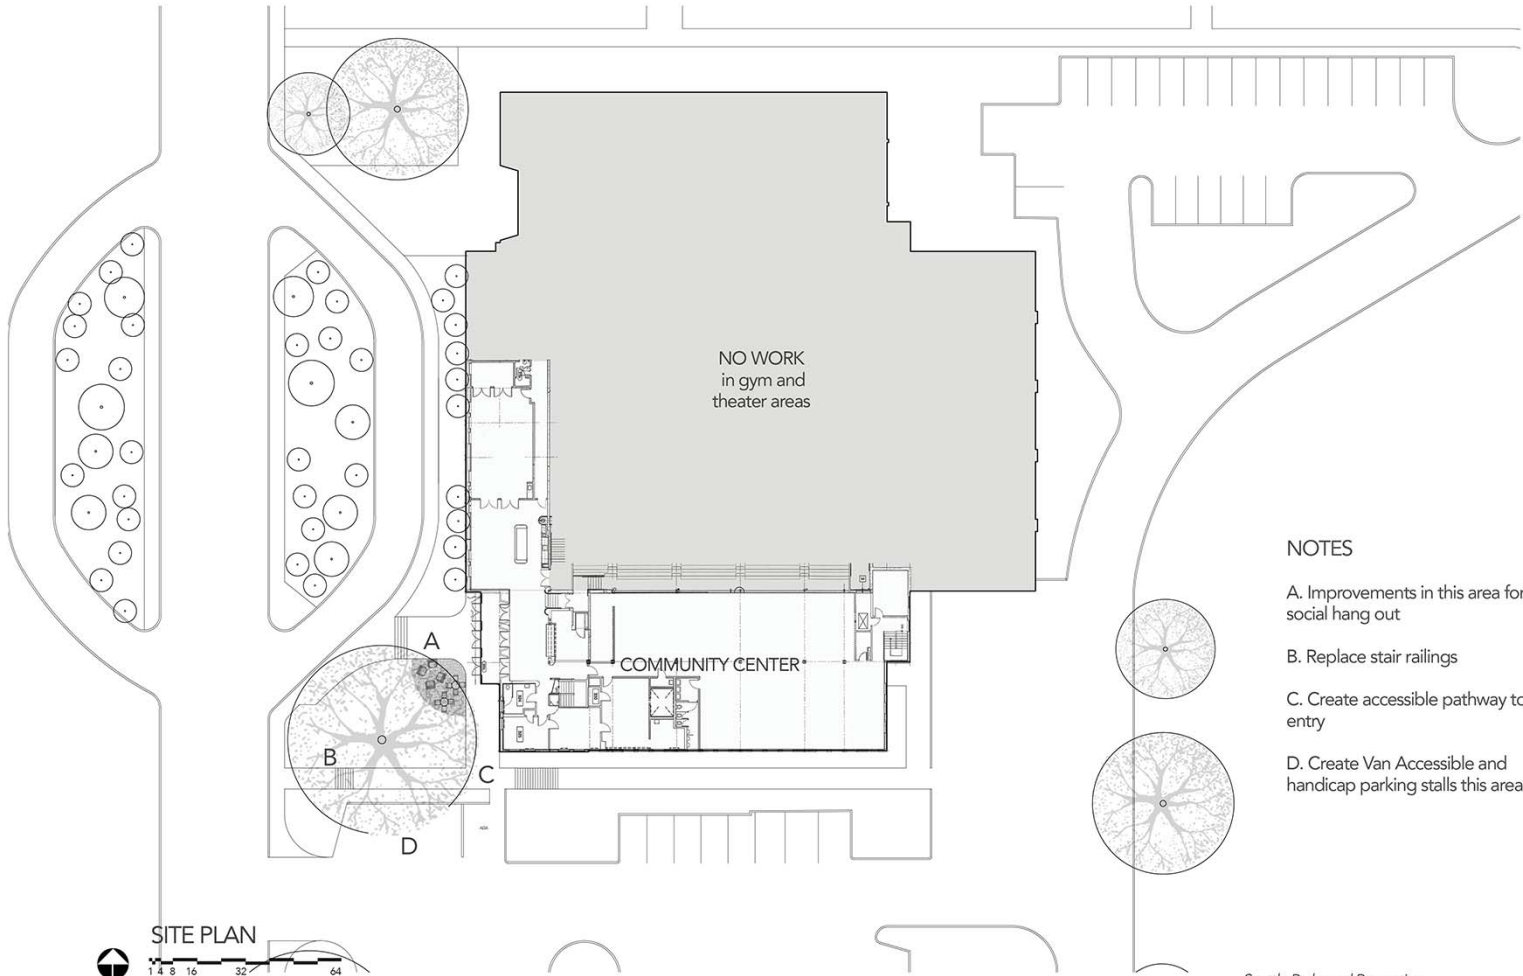 NO WORK
in gym and
theater areas
NOTES
A. Improvements in this area for
social hang out
A
COMMUNITY CENTER
B. Replace stair railings
C. Create accessible pathway to
entry
B
C
D. Create Van Accessible and
handicap parking stalls this area
ADA
D
SITE PLAN
1 4 8 16 32 64